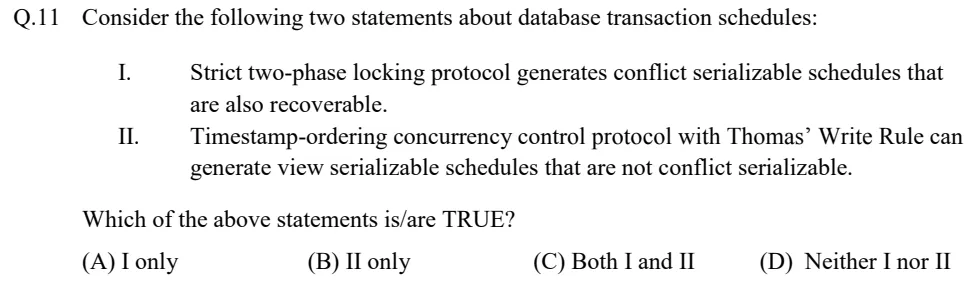 Q.11 Consider the following two statements about database transaction schedules:
I. Strict two-phase locking protocol generates conflict serializable schedules that
are also recoverable.
II. Timestamp-ordering concurrency control protocol with Thomas’ Write Rule can
generate view serializable schedules that are not conflict serializable.
Which of the above statements is/are TRUE?
(A) I only (B) II only (C) Both I and II (D) Neither I nor II